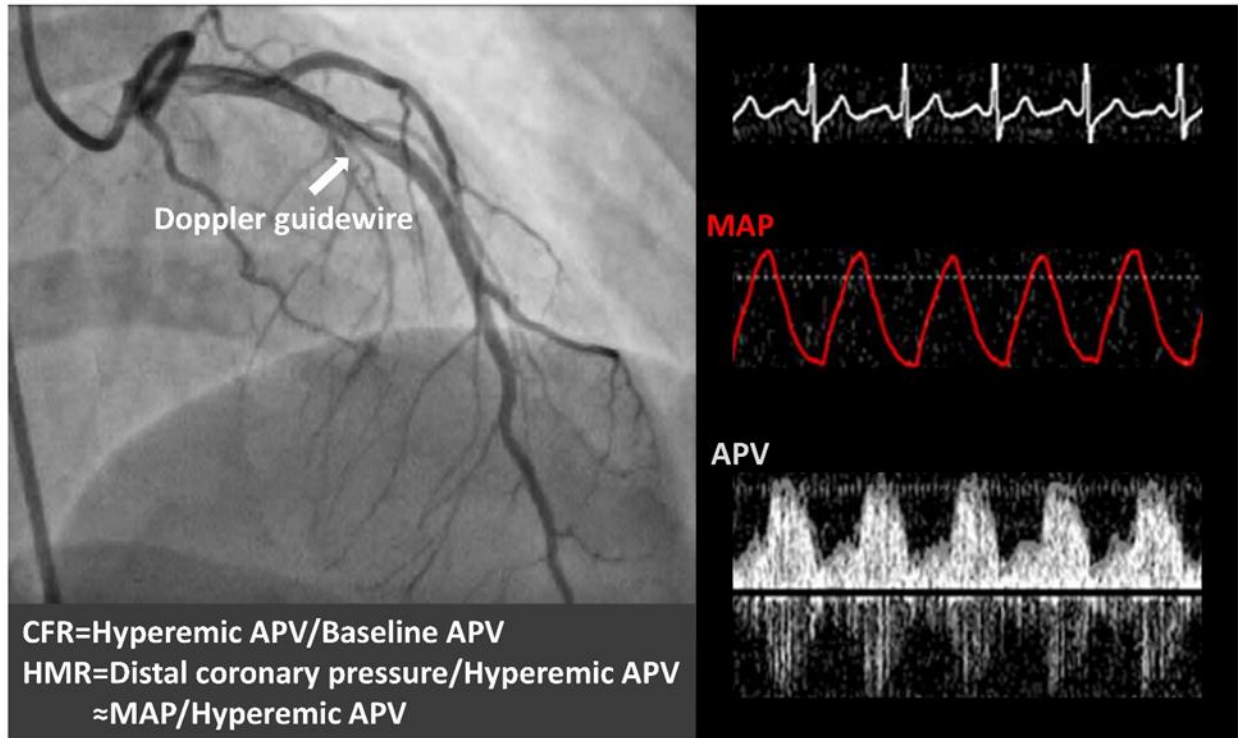 Doppler guidewire
CFR=Hyperemic APV/Baseline APV
HMR=Distal coronary pressure/Hyperemic APV
≈MAP/Hyperemic APV
MAP
APV